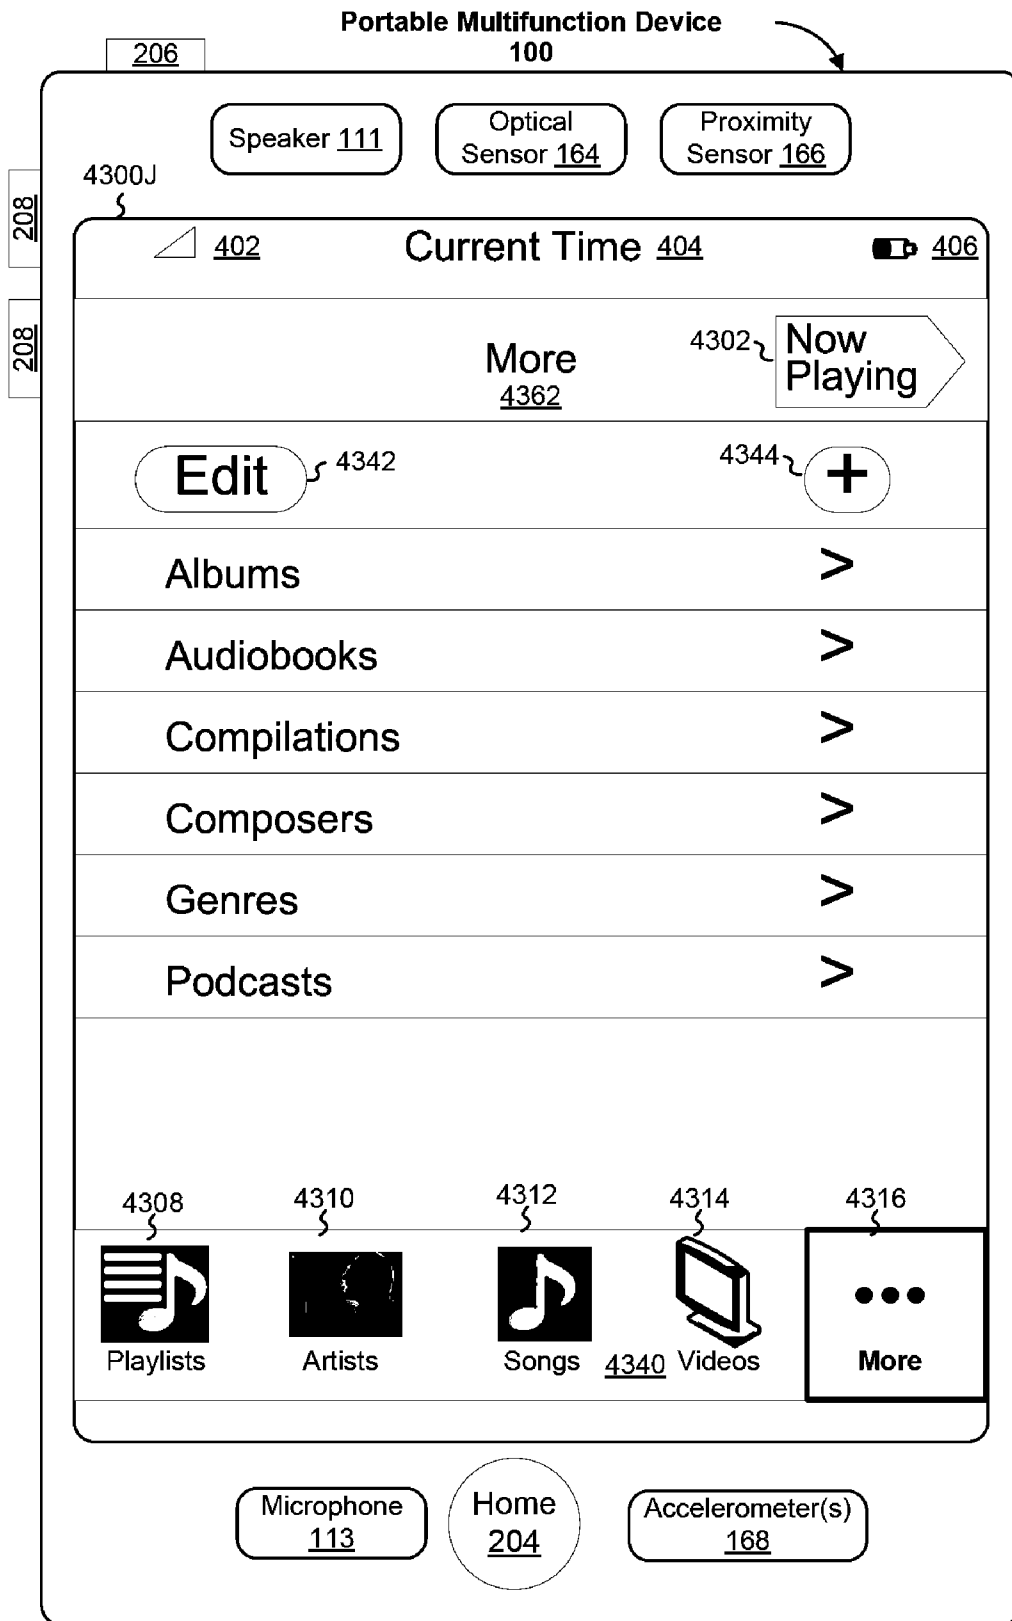 Portable Multifunction Device
100
206
Speaker 111
Optical
Sensor 164
Proximity
Sensor 166
4300J
208
208
402
Current Time 404
406
More
4362
4302
Now
Playing
Edit
4342
4344
+
Albums >
Audiobooks >
Compilations >
Composers >
Genres >
Podcasts >
4308
4310
4312
4314
4316
Playlists
Artists
Songs
4340
Videos
More
Microphone
113
Home
204
Accelerometer(s)
168